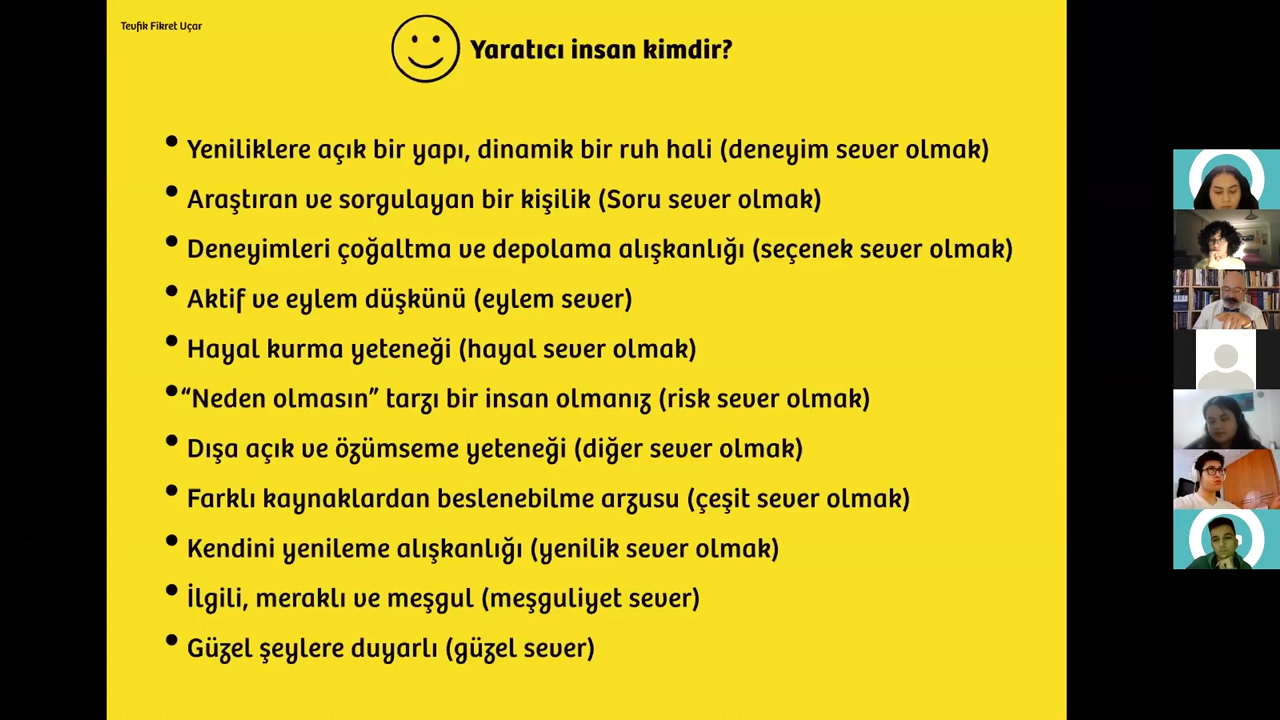 Tevfik Fikret Uçar
Yaratıcı insan kimdir?
• Yeniliklere açık bir yapı, dinamik bir ruh hali (deneyim sever olmak)
• Araştıran ve sorgulayan bir kişilik (Soru sever olmak)
• Deneyimleri çoğaltma ve depolama alışkanlığı (seçenek sever olmak)
• Aktif ve eylem düşkünü (eylem sever)
• Hayal kurma yeteneği (hayal sever olmak)
• “Neden olmasın” tarzı bir insan olmanız (risk sever olmak)
• Dışa açık ve özümseme yeteneği (diğer sever olmak)
• Farklı kaynaklardan beslenebilme arzusu (çeşit sever olmak)
• Kendini yenileme alışkanlığı (yenilik sever olmak)
• İlgili, meraklı ve meşgul (meşguliyet sever)
• Güzel şeylere duyarlı (güzel sever)